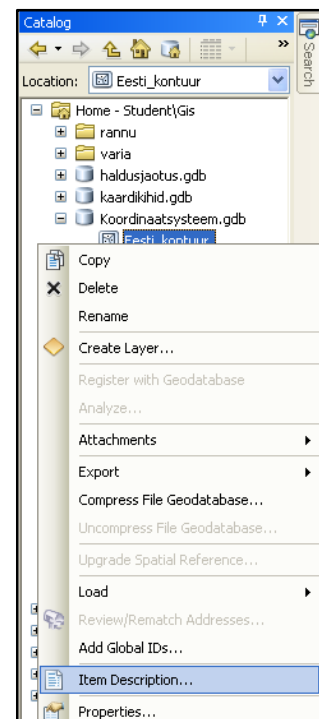 Catalog
Search
Location: Eesti_kontuur
Home - Student\Gis
rannu
varia
haldusjaotus.gdb
kaardikihid.gdb
Koordinaatsysteem.gdb
Eesti_kontuur
Copy
Delete
Rename
Create Layer...
Register with Geodatabase
Analyze...
Attachments
Export
Compress File Geodatabase...
Uncompress File Geodatabase...
Upgrade Spatial Reference...
Load
Review/Rematch Addresses...
Add Global IDs...
Item Description...
Properties...